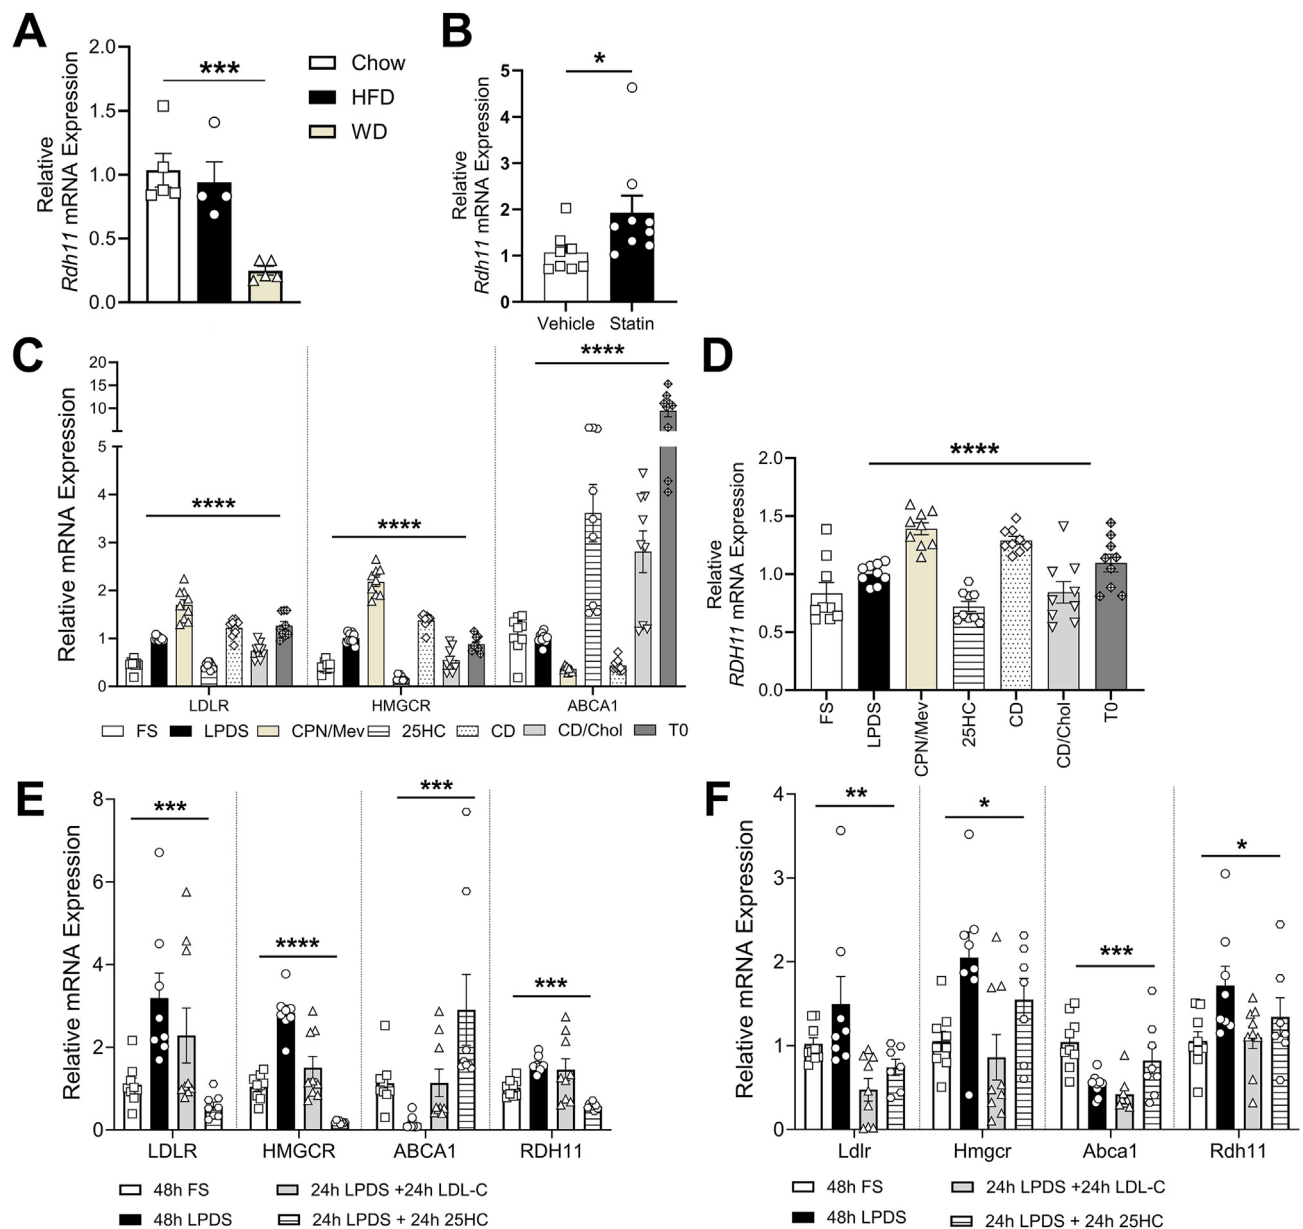 A
Relative
Rdh11 mRNA Expression
2.0
1.5
1.0
0.5
0.0
***
Chow
HFD
WD
B
Relative
Rdh11 mRNA Expression
5
4
3
2
1
0
*
Vehicle
Statin
C
Relative mRNA Expression
20
15
10
5
4
3
2
1
0
****
****
****
LDLR
HMGCR
ABCA1
FS
LPDS
CPN/Mev
25HC
CD
CD/Chol
T0
D
Relative
RDH11 mRNA Expression
2.0
1.5
1.0
0.5
0.0
****
FS
LPDS
CPN/Mev
25HC
CD
CD/Chol
T0
E
Relative mRNA Expression
8
6
4
2
0
***
****
***
***
LDLR
HMGCR
ABCA1
RDH11
48h FS
24h LPDS +24h LDL-C
48h LPDS
24h LPDS + 24h 25HC
F
Relative mRNA Expression
4
3
2
1
0
**
*
***
*
Ldlr
Hmgcr
Abca1
Rdh11
48h FS
24h LPDS +24h LDL-C
48h LPDS
24h LPDS + 24h 25HC